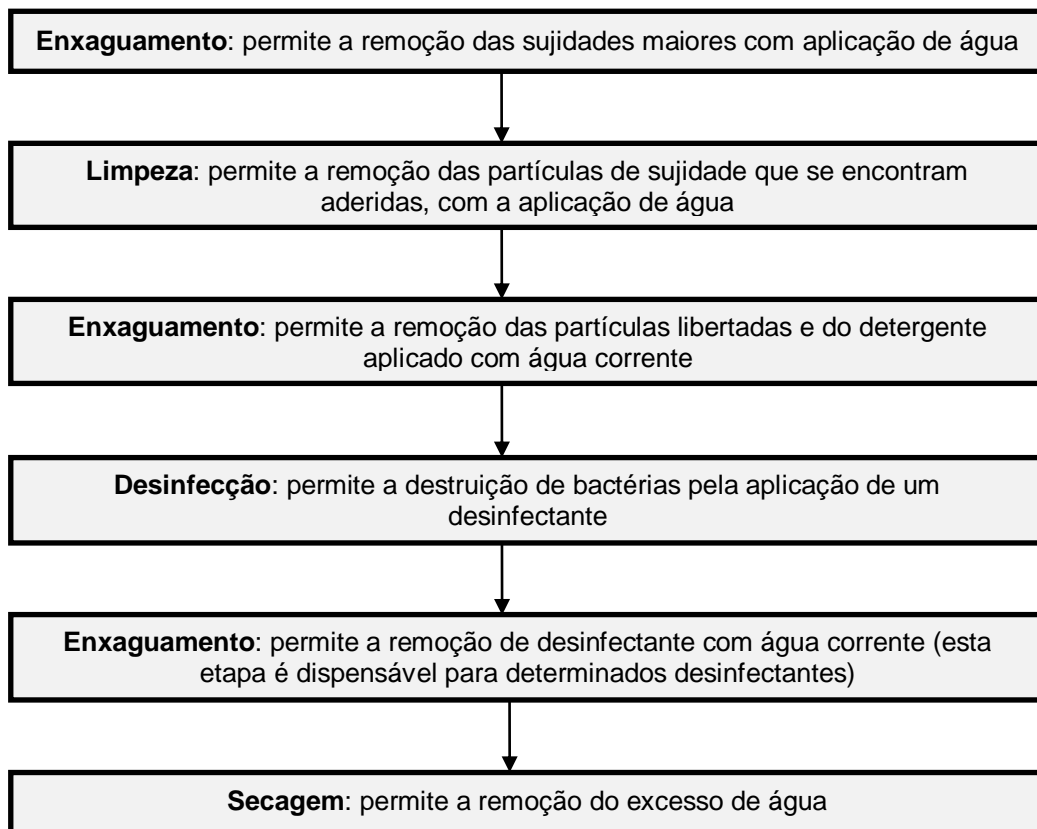 Enxaguamento: permite a remoção das sujidades maiores com aplicação de água
Limpeza: permite a remoção das partículas de sujidade que se encontram
aderidas, com a aplicação de água
Enxaguamento: permite a remoção das partículas libertadas e do detergente
aplicado com água corrente
Desinfecção: permite a destruição de bactérias pela aplicação de um
desinfectante
Enxaguamento: permite a remoção de desinfectante com água corrente (esta
etapa é dispensável para determinados desinfectantes)
Secagem: permite a remoção do excesso de água